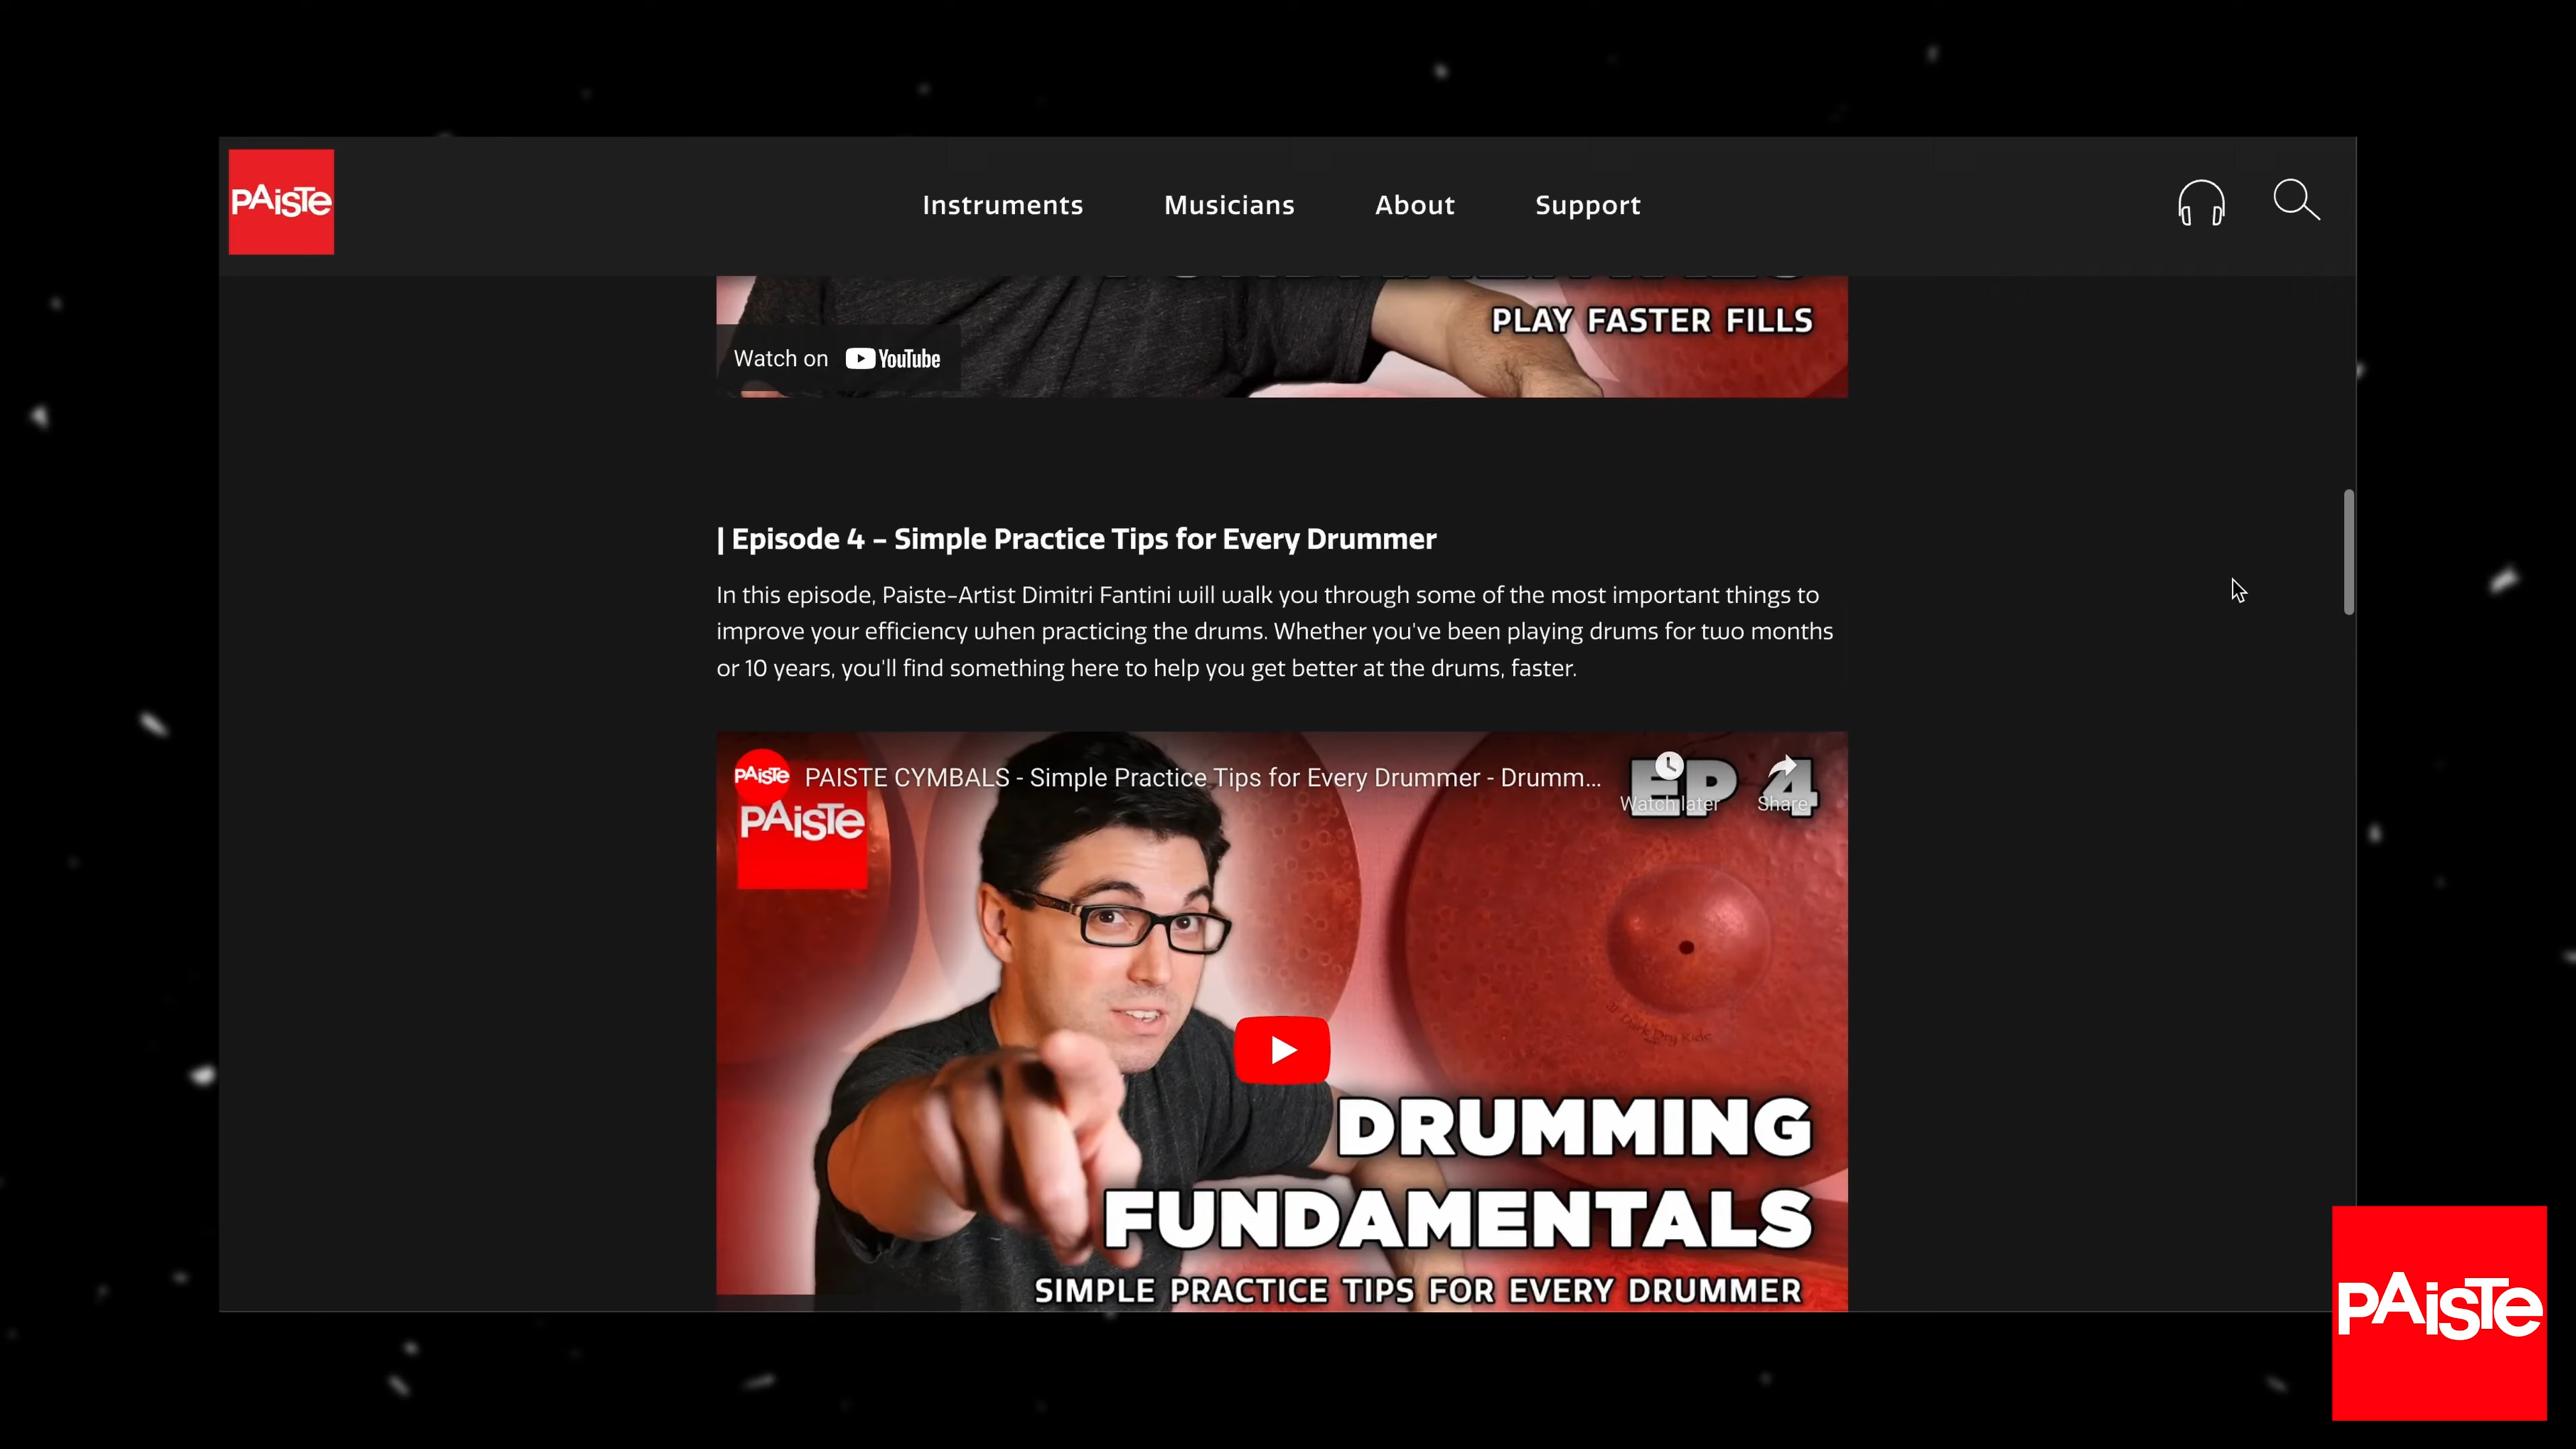 PAiSTe
Instruments
Musicians
About
Support
PLAY FASTER FILLS
Watch on YouTube
| Episode 4 – Simple Practice Tips for Every Drummer
In this episode, Paiste-Artist Dimitri Fantini will walk you through some of the most important things to
improve your efficiency when practicing the drums. Whether you've been playing drums for two months
or 10 years, you'll find something here to help you get better at the drums, faster.
PAiSTe
PAISTE CYMBALS - Simple Practice Tips for Every Drummer - Drumm...
EP 4
Watch later
Share
PAiSTe
DRUMMING
FUNDAMENTALS
SIMPLE PRACTICE TIPS FOR EVERY DRUMMER
PAiSTe